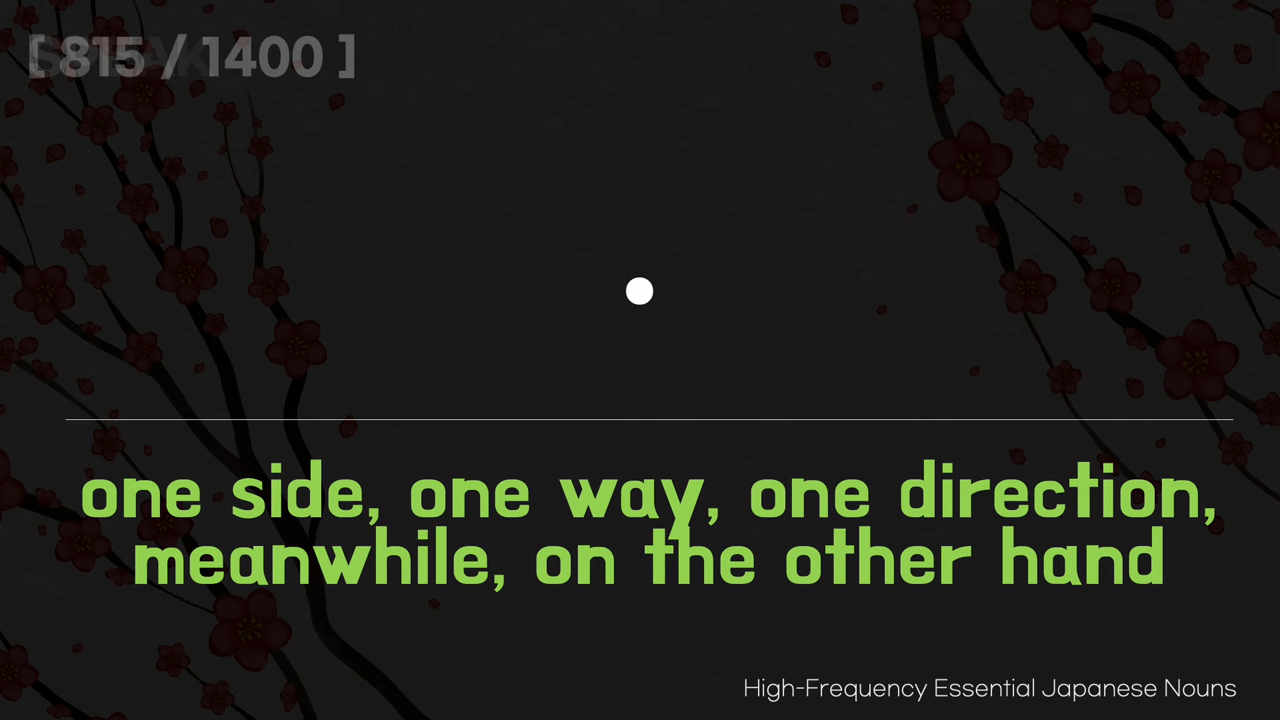 [ 815 / 1400 ]
one side, one way, one direction,
meanwhile, on the other hand
High-Frequency Essential Japanese Nouns